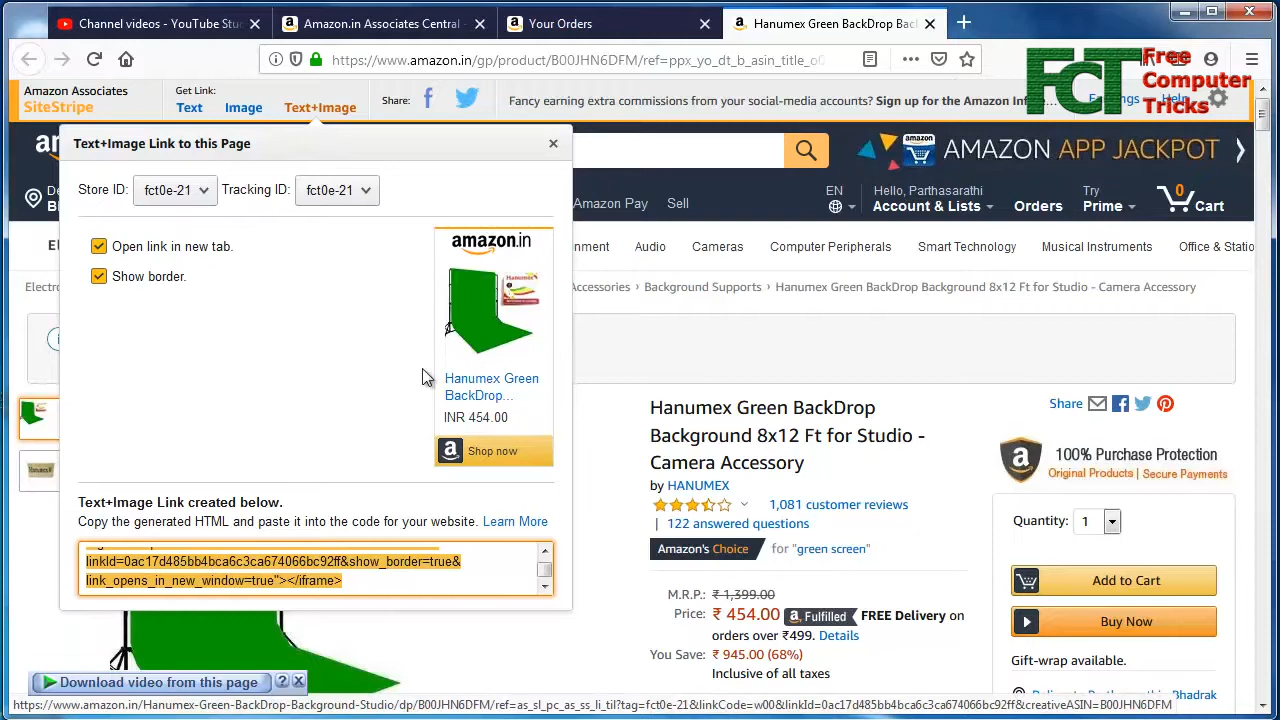 Channel videos - YouTube Stu
Amazon.in Associates Central -
Your Orders
Hanumex Green BackDrop Bac
https://www.amazon.in/gp/product/B00JHN6DFM/ref=ppx_yo_dt_b_asin_title_o0
FCT Free Computer Tricks
Amazon Associates
SiteStripe
Get Link:
Text
Image
Text+Image
Share:
Fancy earning extra commissions from your social-media accounts? Sign up for the Amazon In
Help
Text+Image Link to this Page
AMAZON APP JACKPOT
Store ID: fct0e-21 Tracking ID: fct0e-21
Amazon Pay
Sell
EN
Hello, Parthasarathi
Account & Lists
Orders
Try
Prime
0
Cart
Open link in new tab.
Show border.
Audio
Cameras
Computer Peripherals
Smart Technology
Musical Instruments
Office & Statio
Accessories › Background Supports › Hanumex Green BackDrop Background 8x12 Ft for Studio - Camera Accessory
amazon.in
Hanumex Green
BackDrop...
INR 454.00
Shop now
Text+Image Link created below.
Copy the generated HTML and paste it into the code for your website. Learn More
linkId=0ac17d485bb4bca6c3ca674066bc92ff&show_border=true&
link_opens_in_new_window=true"></iframe>
Hanumex Green BackDrop
Background 8x12 Ft for Studio -
Camera Accessory
by HANUMEX
1,081 customer reviews
| 122 answered questions
Amazon's Choice for "green screen"
M.R.P.: ₹ 1,399.00
Price: ₹ 454.00 Fulfilled FREE Delivery on
orders over ₹499. Details
You Save: ₹ 945.00 (68%)
Inclusive of all taxes
Share
100% Purchase Protection
Original Products | Secure Payments
Quantity: 1
Add to Cart
Buy Now
Gift-wrap available.
Bhadrak
Download video from this page
https://www.amazon.in/Hanumex-Green-BackDrop-Background-Studio/dp/B00JHN6DFM/ref=as_sl_pc_as_ss_li_til?tag=fct0e-21&linkCode=w00&linkId=0ac17d485bb4bca6c3ca674066bc92ff&creativeASIN=B00JHN6DFM